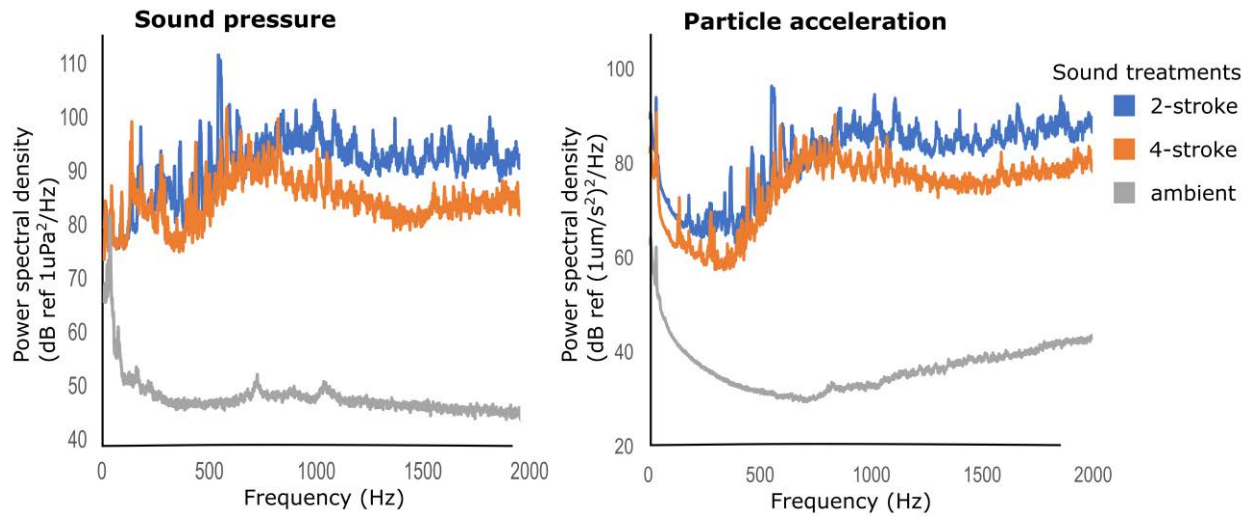 Sound pressure
Power spectral density
(dB ref 1uPa²/Hz)
110
100
90
80
70
60
50
40
0
500
1000
1500
2000
Frequency (Hz)
Particle acceleration
Power spectral density
(dB ref (1um/s²)²/Hz)
100
80
60
40
20
0
500
1000
1500
2000
Frequency (Hz)
Sound treatments
2-stroke
4-stroke
ambient